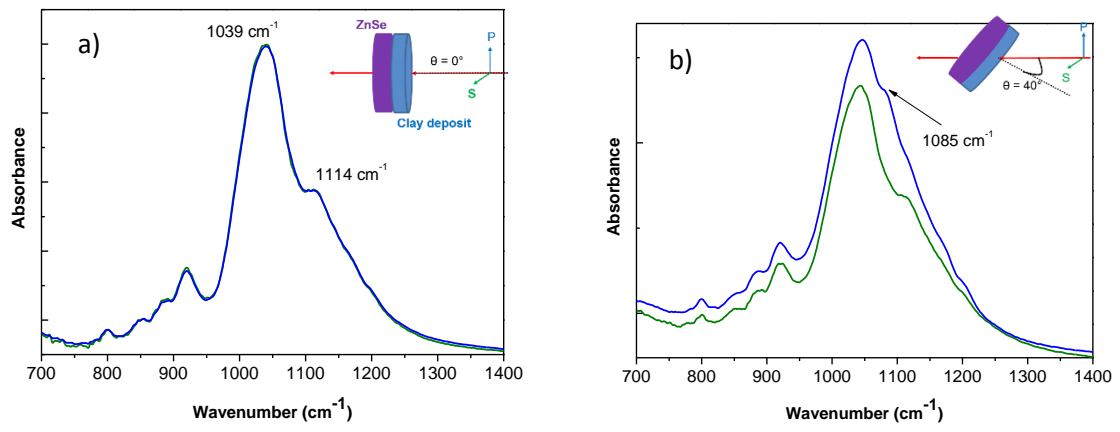 a)
ZnSe
1039 cm-1
θ = 0°
P
S
Clay deposit
1114 cm-1
Absorbance
700 800 900 1000 1100 1200 1300 1400
Wavenumber (cm-1)
b)
P
S
θ = 40°
1085 cm-1
Absorbance
700 800 900 1000 1100 1200 1300 1400
Wavenumber (cm-1)